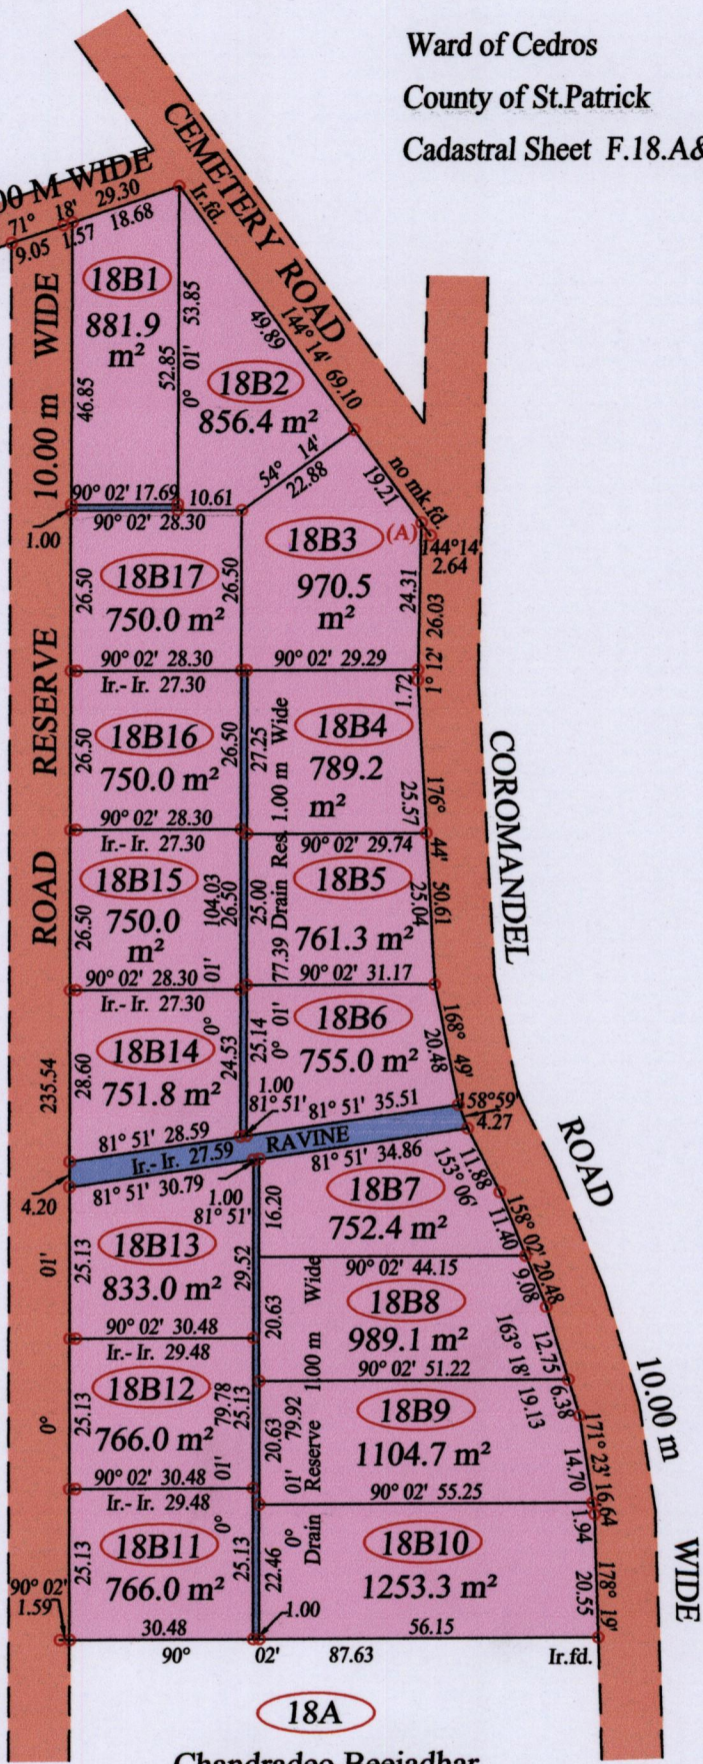 Ward of Cedros
County of St.Patrick
Cadastral Sheet F.18.A&
CEMETERY ROAD
00 M WIDE
71° 18' 29.30
9.05 1.57 18.68
Ir.fd.
18B1
881.9
m²
46.85
52.85
53.85
0° 01'
49.89
144° 14' 69.10
18B2
856.4 m²
54° 14'
22.88
19.21
no mk.fd.
(A)
144°14'
2.64
90° 02' 17.69
10.61
90° 02' 28.30
1.00
10.00 m WIDE
18B17
750.0 m²
26.50
26.50
18B3
970.5
m²
24.31
1° 12' 26.03
90° 02' 28.30
Ir.- Ir. 27.30
90° 02' 29.29
1.72
ROAD RESERVE
18B16
750.0 m²
26.50
26.50
27.25
18B4
789.2
m²
25.57
176° 44' 50.61
COROMANDEL
90° 02' 28.30
Ir.- Ir. 27.30
90° 02' 29.74
77.39 Drain Res. 1.00 m Wide
18B15
750.0
m²
26.50
0° 01' 104.03
26.50
25.00
18B5
761.3 m²
25.04
90° 02' 28.30
Ir.- Ir. 27.30
90° 02' 31.17
18B14
751.8 m²
28.60
24.53
25.14
0° 01'
18B6
755.0 m²
20.48
168° 49'
235.54
1.00
81° 51'
81° 51' 35.51
158°59'
4.27
81° 51' 28.59
Ir.- Ir. 27.59
RAVINE
81° 51' 30.79
81° 51' 34.86
4.20
1.00
81° 51'
11.88
153° 06'
ROAD
18B7
752.4 m²
16.20
11.40
158° 02' 20.48
18B13
833.0 m²
25.13
29.52
0° 01'
90° 02' 44.15
9.08
18B8
989.1 m²
20.63
12.75
163° 18' 19.13
90° 02' 30.48
Ir.- Ir. 29.48
90° 02' 51.22
6.38
10.00 m
18B12
766.0 m²
25.13
0° 01' 79.78
25.13
20.63
0° 01' 79.92
Drain Reserve 1.00 m Wide
18B9
1104.7 m²
14.70
171° 23' 16.64
90° 02' 30.48
Ir.- Ir. 29.48
90° 02' 55.25
1.94
18B11
766.0 m²
25.13
25.13
22.46
18B10
1253.3 m²
20.55
178° 19'
WIDE
90° 02'
1.59
1.00
30.48
56.15
90° 02' 87.63
Ir.fd.
18A